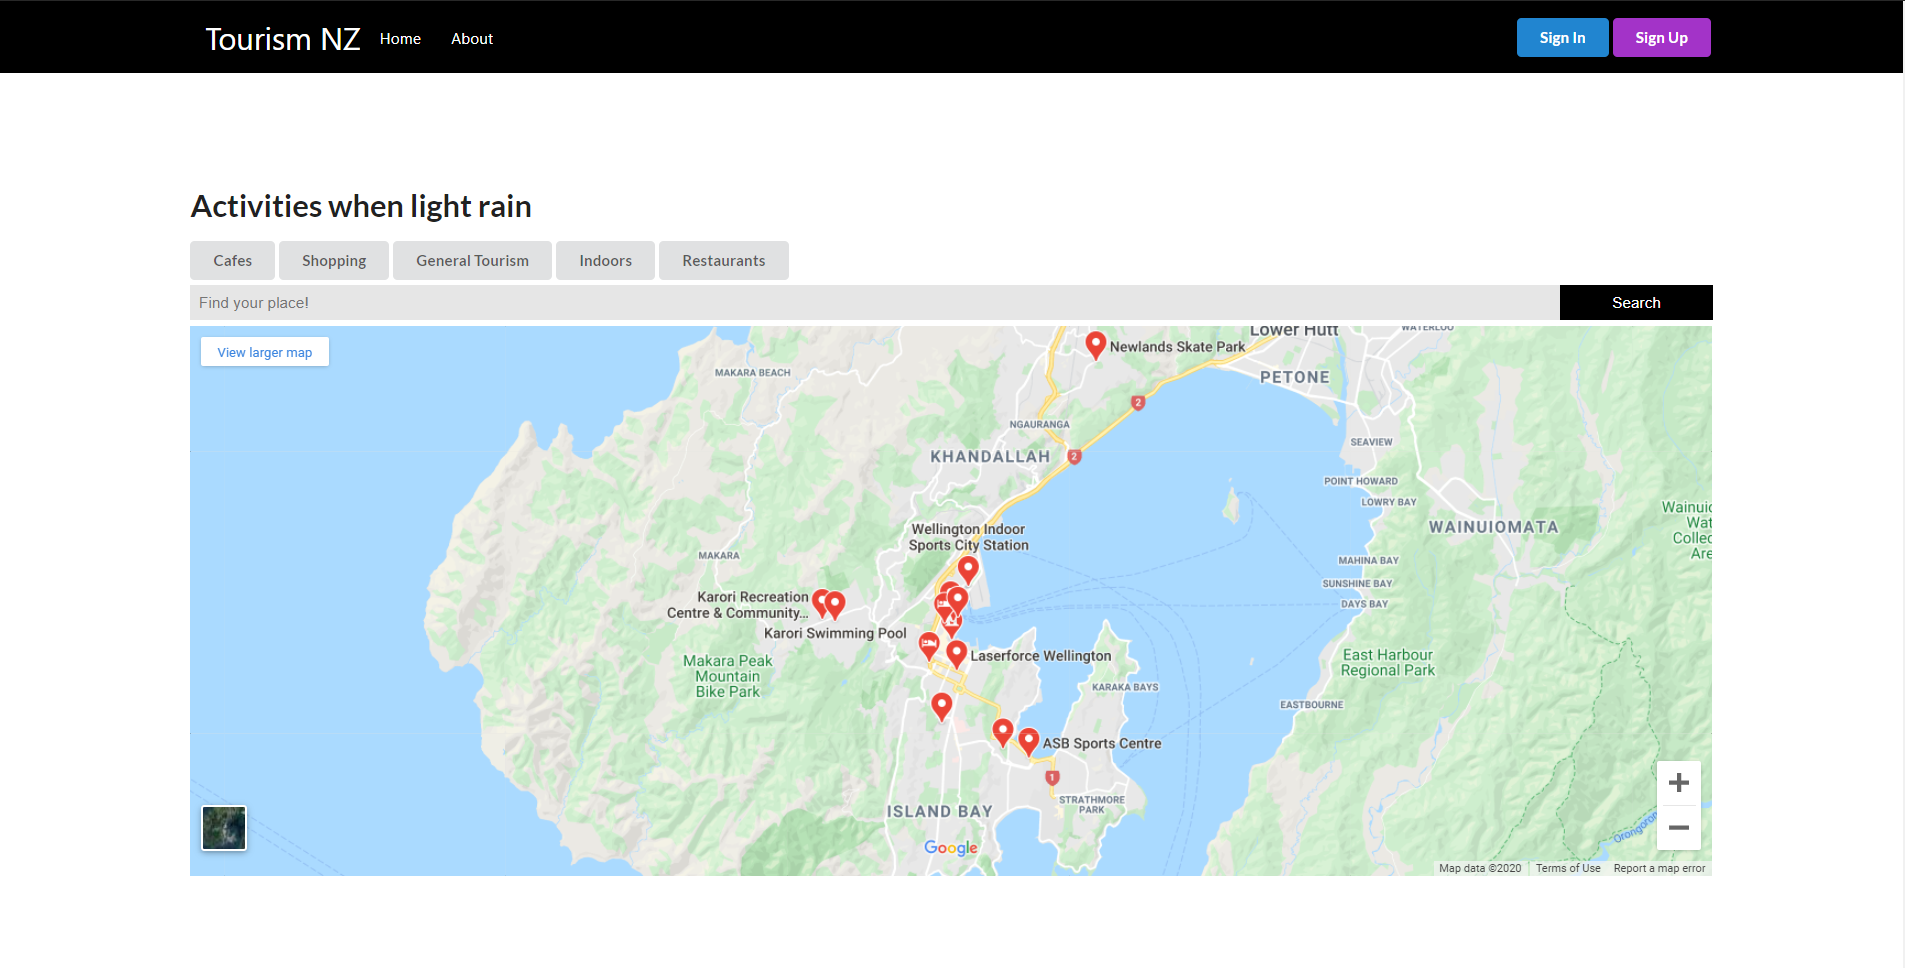 Tourism NZ Home About Sign In Sign Up
Activities when light rain
Cafes Shopping General Tourism Indoors Restaurants
Find your place! Search
View larger map
Lower Hutt
WATERLOO
Newlands Skate Park
MAKARA BEACH
PETONE
2
NGAURANGA
SEAVIEW
KHANDALLAH
2
POINT HOWARD
LOWRY BAY
Wainuio
Wat
Collec
Are
WAINUIOMATA
Wellington Indoor
Sports City Station
MAKARA
MAHINA BAY
SUNSHINE BAY
DAYS BAY
Karori Recreation
Centre & Community...
Karori Swimming Pool
Laserforce Wellington
Makara Peak
Mountain
Bike Park
East Harbour
Regional Park
KARAKA BAYS
EASTBOURNE
ASB Sports Centre
1
STRATHMORE
PARK
ISLAND BAY
Orongoron
Google
Map data ©2020 Terms of Use Report a map error